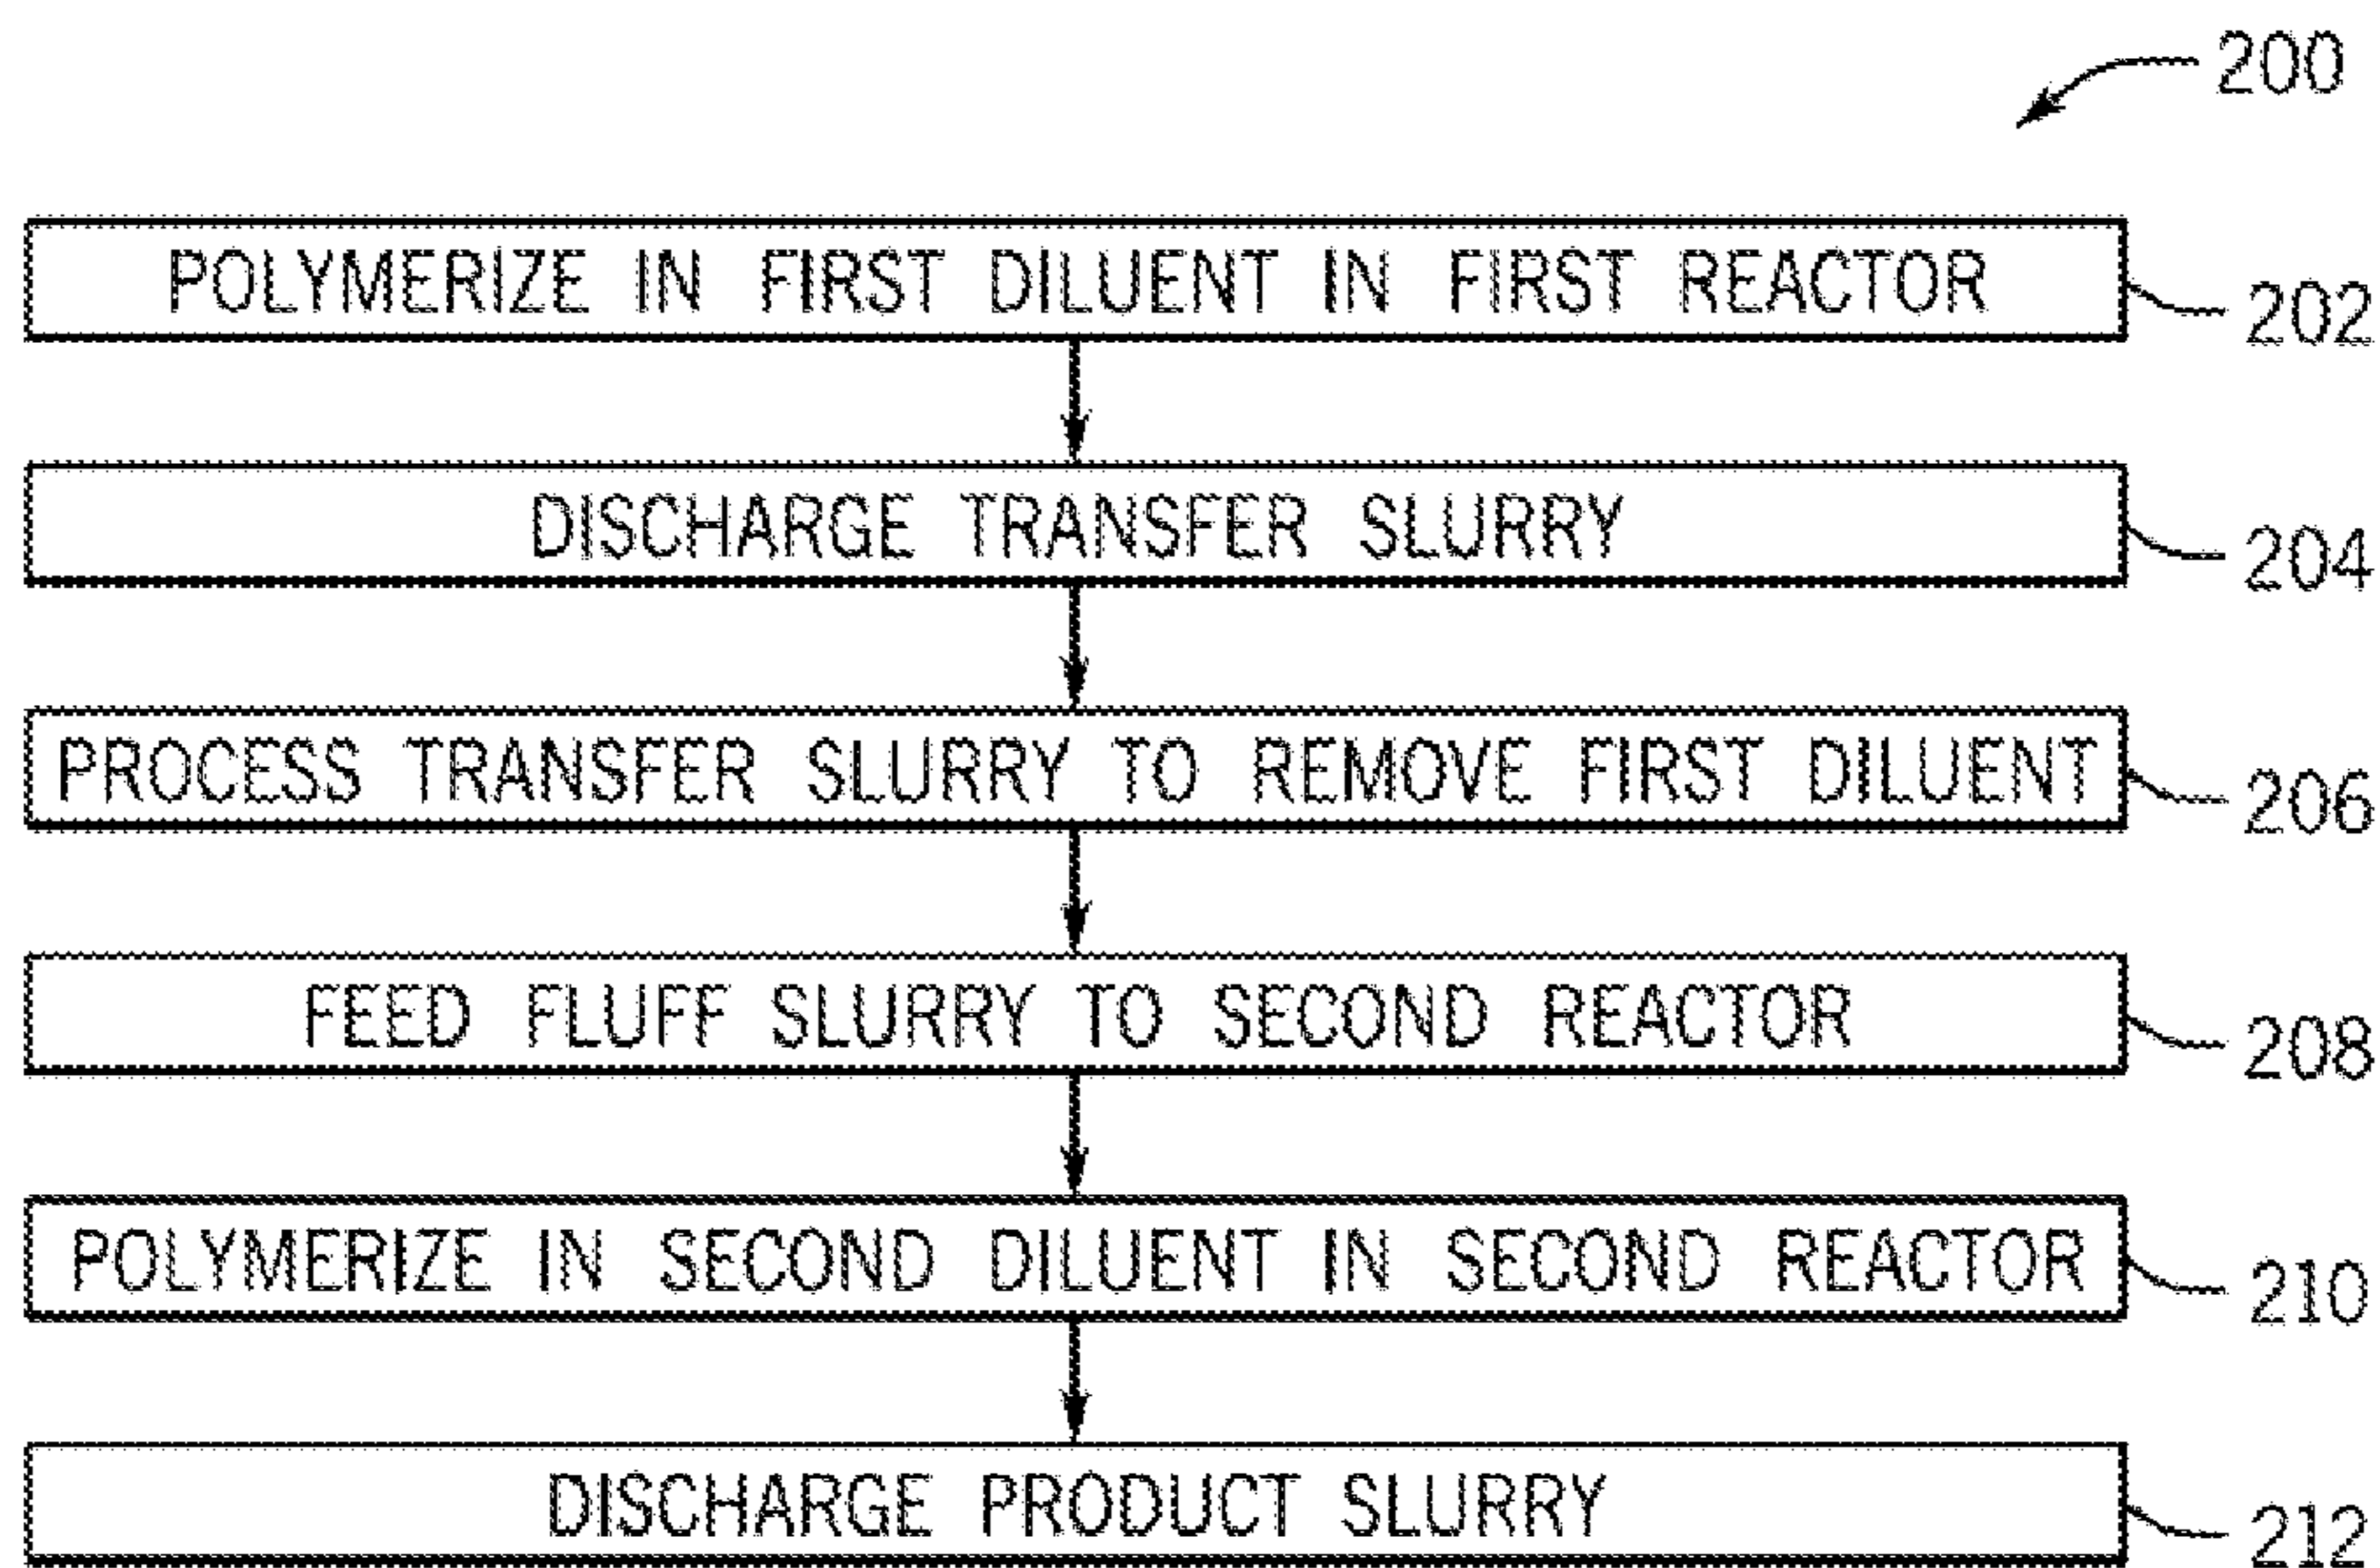 200
POLYMERIZE IN FIRST DILUENT IN FIRST REACTOR
202
DISCHARGE TRANSFER SLURRY
204
PROCESS TRANSFER SLURRY TO REMOVE FIRST DILUENT
206
FEED FLUFF SLURRY TO SECOND REACTOR
208
POLYMERIZE IN SECOND DILUENT IN SECOND REACTOR
210
DISCHARGE PRODUCT SLURRY
212